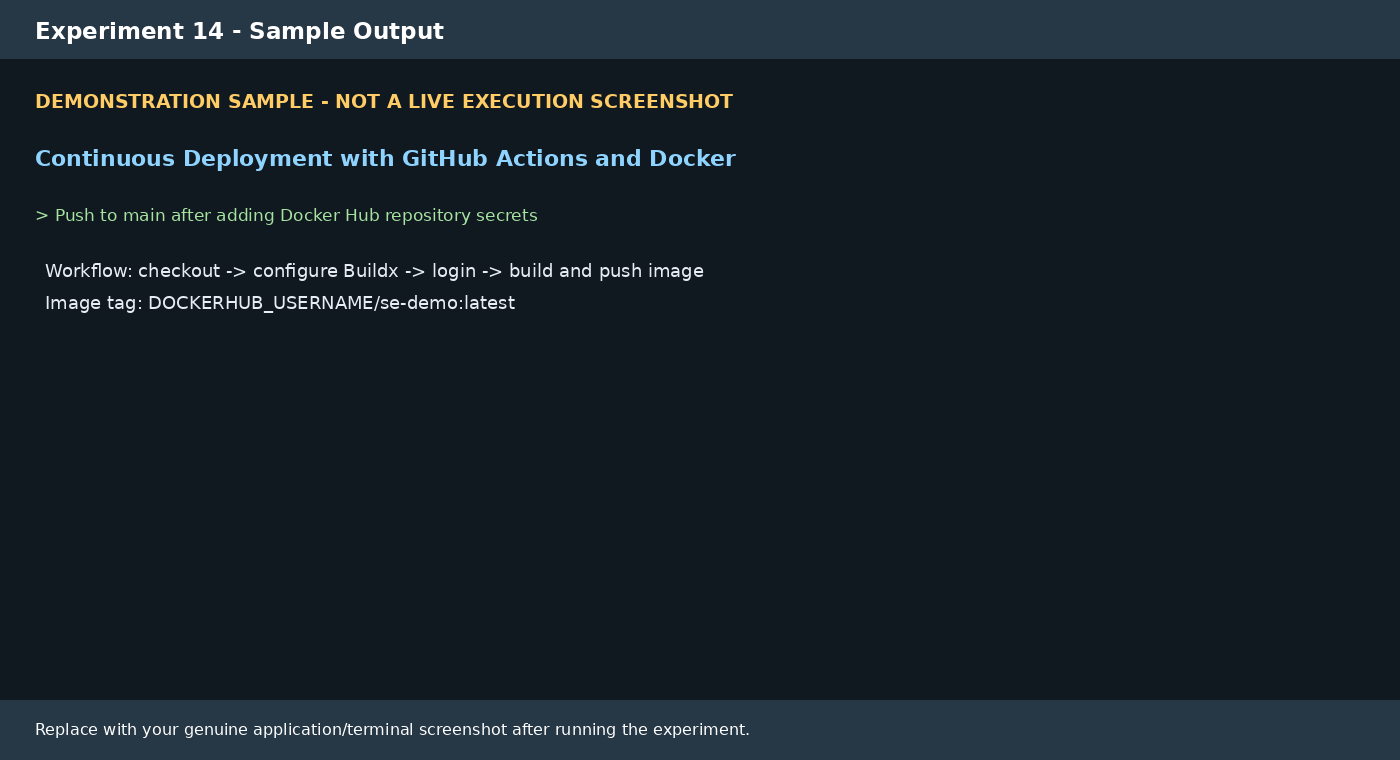 Experiment 14 - Sample Output
DEMONSTRATION SAMPLE - NOT A LIVE EXECUTION SCREENSHOT
Continuous Deployment with GitHub Actions and Docker
> Push to main after adding Docker Hub repository secrets
Workflow: checkout -> configure Buildx -> login -> build and push image
Image tag: DOCKERHUB_USERNAME/se-demo:latest
Replace with your genuine application/terminal screenshot after running the experiment.